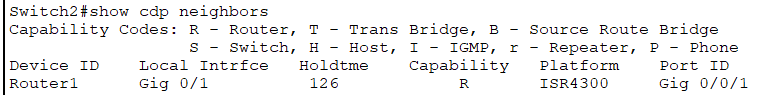 Switch2#show cdp neighbors
Capability Codes: R - Router, T - Trans Bridge, B - Source Route Bridge
S - Switch, H - Host, I - IGMP, r - Repeater, P - Phone
Device ID    Local Intrfce   Holdtme    Capability   Platform    Port ID
Router1      Gig 0/1          126            R       ISR4300     Gig 0/0/1